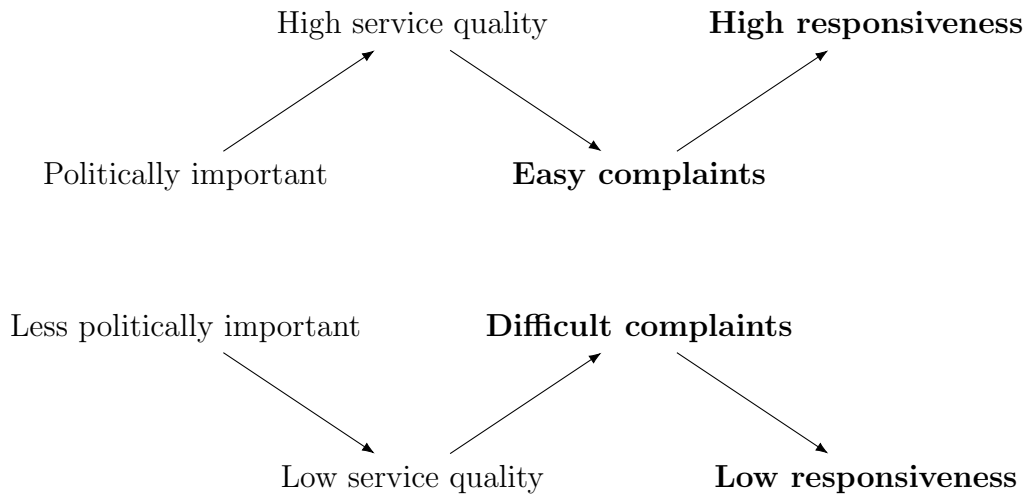 High service quality
High responsiveness
Politically important
Easy complaints
Less politically important
Difficult complaints
Low service quality
Low responsiveness